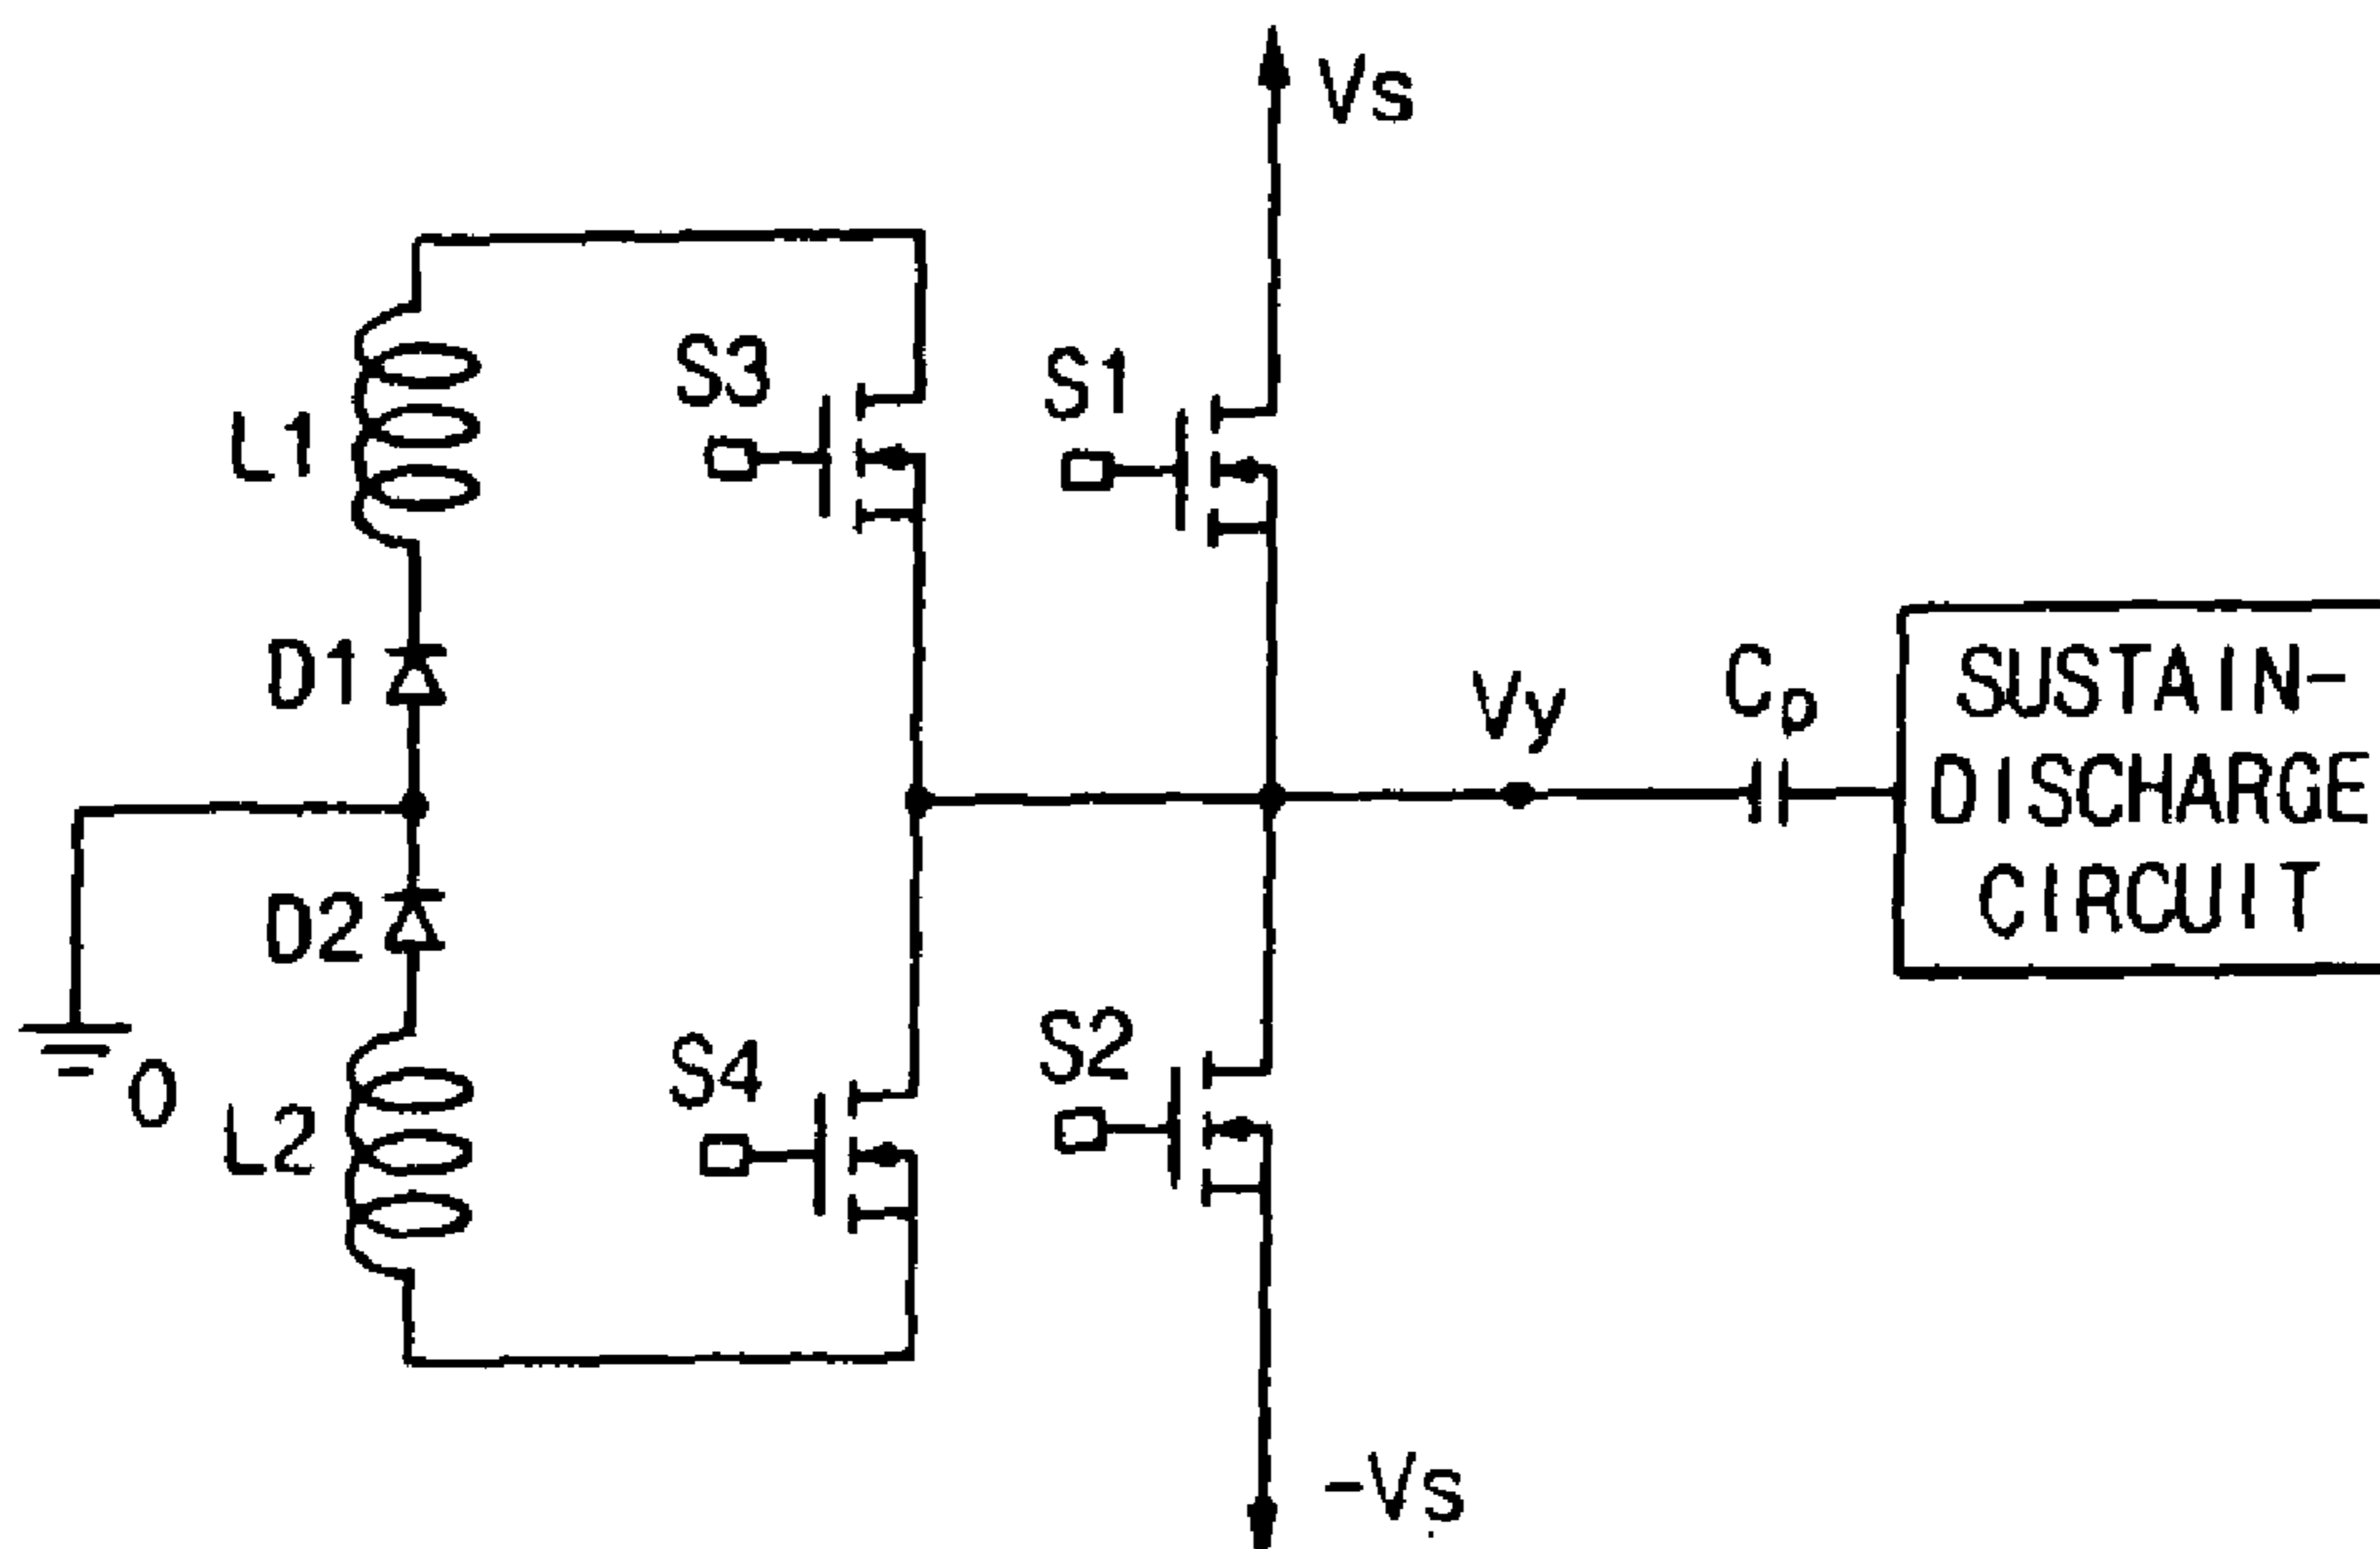 Vs
S3
S1
L1
D1
Vy
Cp
SUSTAIN-
DISCHARGE
CIRCUIT
D2
S4
S2
0
L2
-Vs